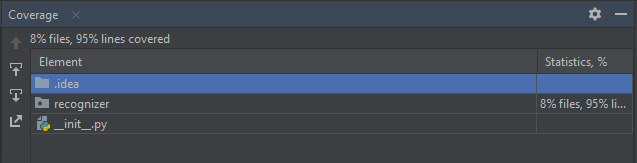 Coverage
8% files, 95% lines covered
Element Statistics, %
.idea
recognizer 8% files, 95% li...
__init__.py